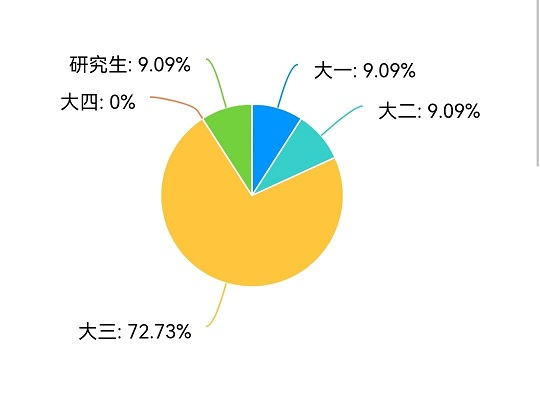 研究生: 9.09%
大一: 9.09%
大四: 0%
大二: 9.09%
大三: 72.73%